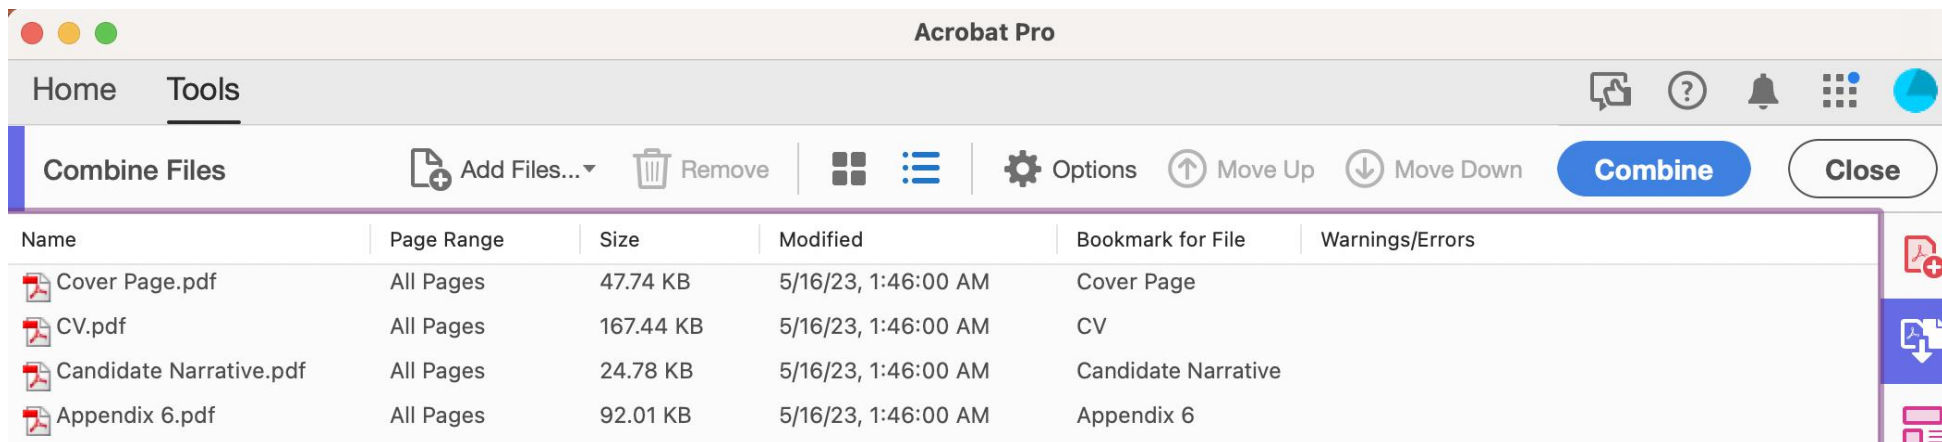 Acrobat Pro
Home Tools
Combine Files Add Files... Remove Options Move Up Move Down Combine Close
Name Page Range Size Modified Bookmark for File Warnings/Errors
Cover Page.pdf All Pages 47.74 KB 5/16/23, 1:46:00 AM Cover Page
CV.pdf All Pages 167.44 KB 5/16/23, 1:46:00 AM CV
Candidate Narrative.pdf All Pages 24.78 KB 5/16/23, 1:46:00 AM Candidate Narrative
Appendix 6.pdf All Pages 92.01 KB 5/16/23, 1:46:00 AM Appendix 6